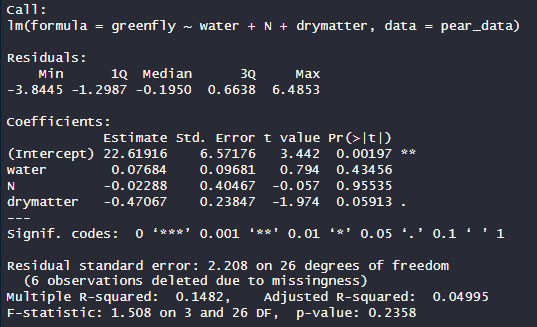 Call:
lm(formula = greenfly ~ water + N + drymatter, data = pear_data)
Residuals:
Min 1Q Median 3Q Max
-3.8445 -1.2987 -0.1950 0.6638 6.4853
Coefficients:
Estimate Std. Error t value Pr(>|t|)
(Intercept) 22.61916 6.57176 3.442 0.00197 **
water 0.07684 0.09681 0.794 0.43456
N -0.02288 0.40467 -0.057 0.95535
drymatter -0.47067 0.23847 -1.974 0.05913 .
---
Signif. codes: 0 ‘***’ 0.001 ‘**’ 0.01 ‘*’ 0.05 ‘.’ 0.1 ‘ ’ 1
Residual standard error: 2.208 on 26 degrees of freedom
(6 observations deleted due to missingness)
Multiple R-squared: 0.1482, Adjusted R-squared: 0.04995
F-statistic: 1.508 on 3 and 26 DF, p-value: 0.2358